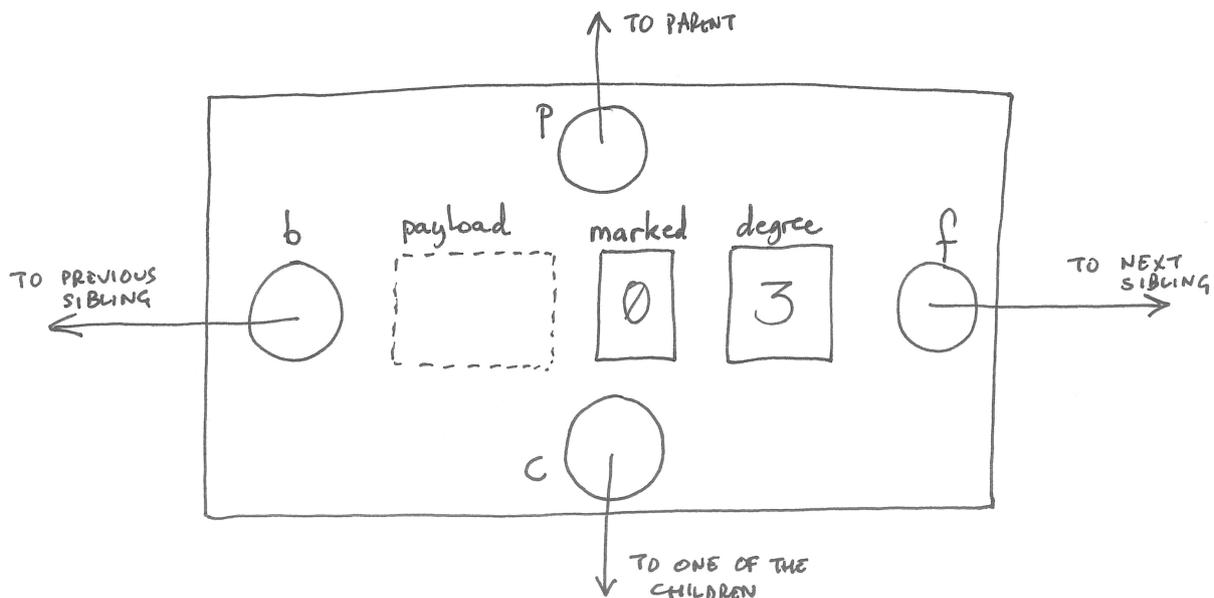 TO PARENT
P
b
payload
marked
degree
f
TO PREVIOUS
SIBLING
0
3
TO NEXT
SIBLING
C
TO ONE OF THE
CHILDREN